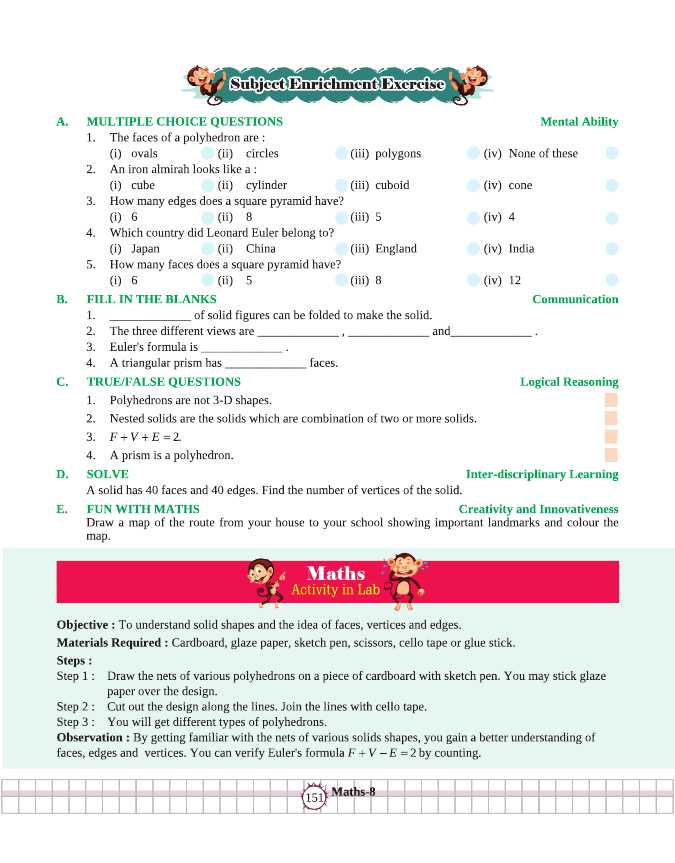 Subject Enrichment Exercise
A. MULTIPLE CHOICE QUESTIONS Mental Ability
1. The faces of a polyhedron are :
(i) ovals (ii) circles (iii) polygons (iv) None of these
2. An iron almirah looks like a :
(i) cube (ii) cylinder (iii) cuboid (iv) cone
3. How many edges does a square pyramid have?
(i) 6 (ii) 8 (iii) 5 (iv) 4
4. Which country did Leonard Euler belong to?
(i) Japan (ii) China (iii) England (iv) India
5. How many faces does a square pyramid have?
(i) 6 (ii) 5 (iii) 8 (iv) 12
B. FILL IN THE BLANKS Communication
1. _____________ of solid figures can be folded to make the solid.
2. The three different views are _____________ , _____________ and_____________ .
3. Euler's formula is _____________ .
4. A triangular prism has _____________ faces.
C. TRUE/FALSE QUESTIONS Logical Reasoning
1. Polyhedrons are not 3-D shapes.
2. Nested solids are the solids which are combination of two or more solids.
3. F + V + E = 2.
4. A prism is a polyhedron.
D. SOLVE Inter-discriplinary Learning
A solid has 40 faces and 40 edges. Find the number of vertices of the solid.
E. FUN WITH MATHS Creativity and Innovativeness
Draw a map of the route from your house to your school showing important landmarks and colour the
map.
Maths
Activity in Lab
Objective : To understand solid shapes and the idea of faces, vertices and edges.
Materials Required : Cardboard, glaze paper, sketch pen, scissors, cello tape or glue stick.
Steps :
Step 1 : Draw the nets of various polyhedrons on a piece of cardboard with sketch pen. You may stick glaze
paper over the design.
Step 2 : Cut out the design along the lines. Join the lines with cello tape.
Step 3 : You will get different types of polyhedrons.
Observation : By getting familiar with the nets of various solids shapes, you gain a better understanding of
faces, edges and vertices. You can verify Euler's formula F + V − E = 2 by counting.
151 Maths-8